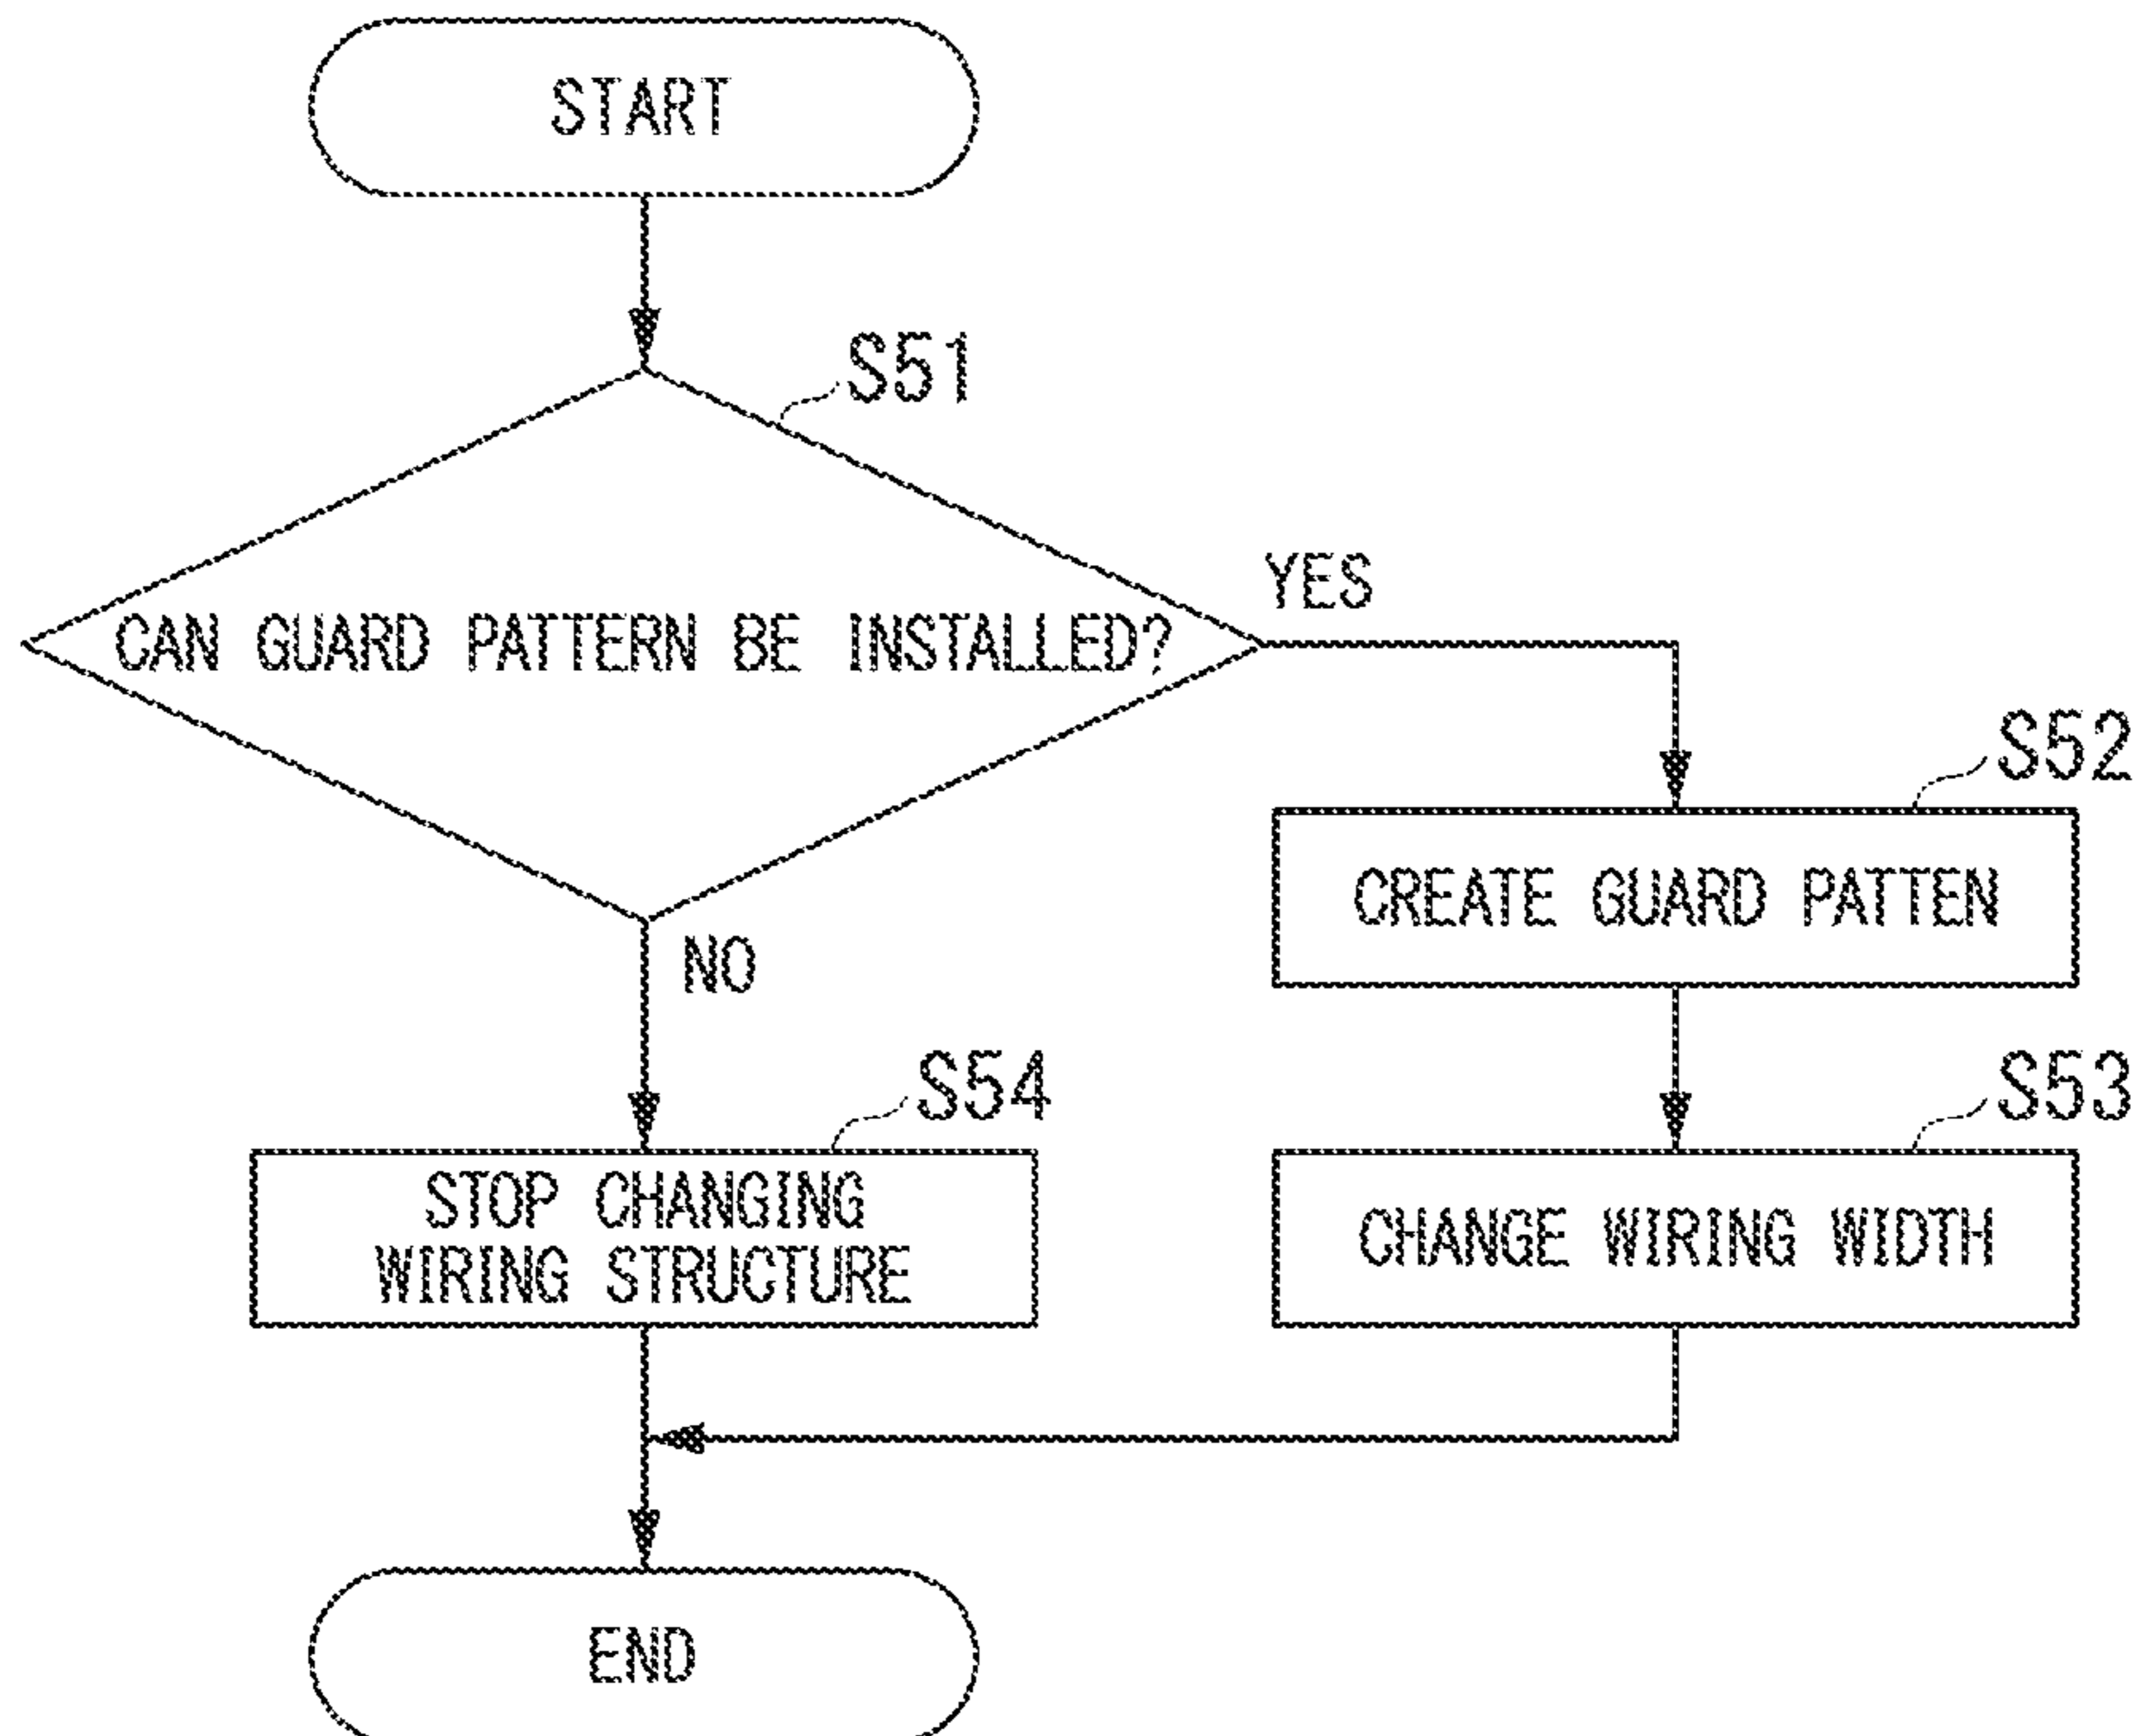 START
S51
CAN GUARD PATTERN BE INSTALLED?
YES
S52
CREATE GUARD PATTEN
NO
S54
STOP CHANGING
WIRING STRUCTURE
S53
CHANGE WIRING WIDTH
END